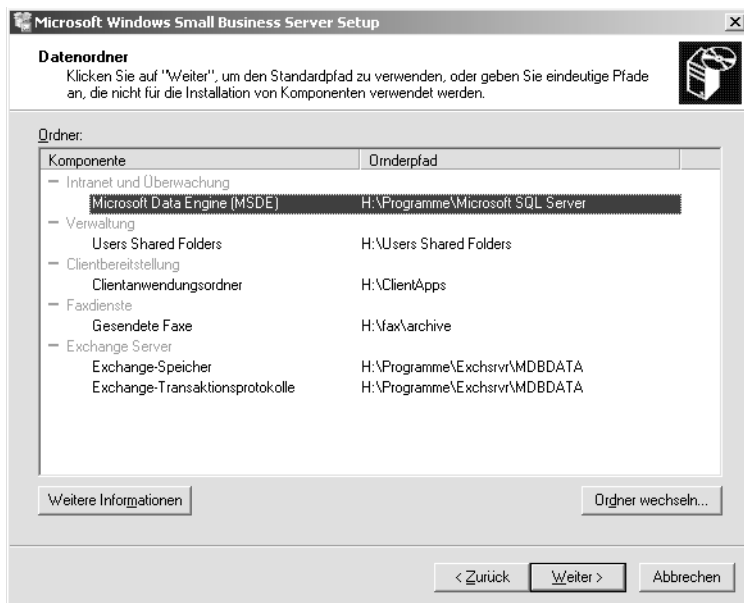 Microsoft Windows Small Business Server Setup
Datenordner
Klicken Sie auf "Weiter", um den Standardpfad zu verwenden, oder geben Sie eindeutige Pfade
an, die nicht für die Installation von Komponenten verwendet werden.
Ordner:
Komponente Ornderpfad
Intranet und Überwachung
Microsoft Data Engine (MSDE) H:\Programme\Microsoft SQL Server
Verwaltung
Users Shared Folders H:\Users Shared Folders
Clientbereitstellung
Clientanwendungsordner H:\ClientApps
Faxdienste
Gesendete Faxe H:\fax\archive
Exchange Server
Exchange-Speicher H:\Programme\Exchsrvr\MDBDATA
Exchange-Transaktionsprotokolle H:\Programme\Exchsrvr\MDBDATA
Weitere Informationen Ordner wechseln...
< Zurück Weiter > Abbrechen